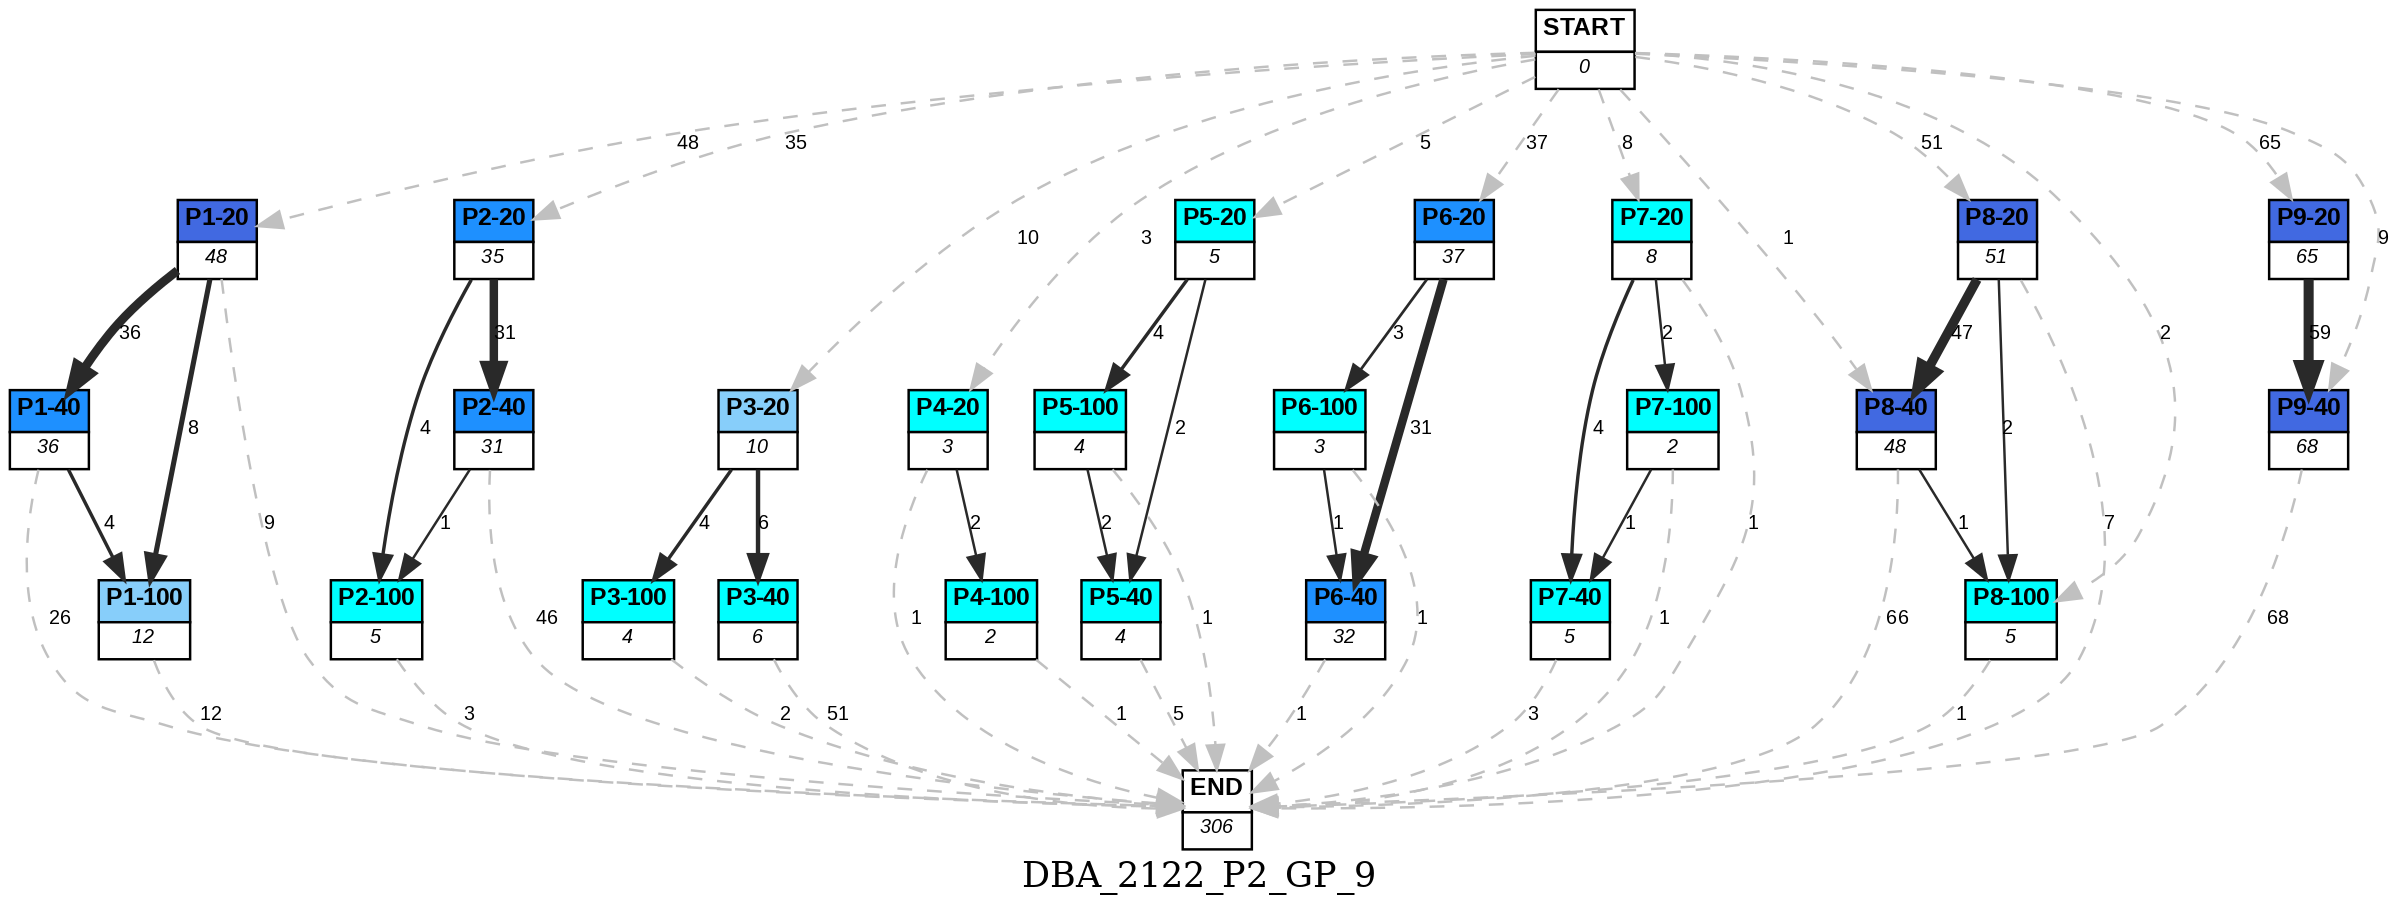 START
0
48
35
10
3
5
37
8
1
51
2
65
9
P1-20
48
P2-20
35
P5-20
5
P6-20
37
P7-20
8
P8-20
51
P9-20
65
36
8
9
4
31
4
2
3
31
4
2
1
47
2
7
59
P1-40
36
P2-40
31
P3-20
10
P4-20
3
P5-100
4
P6-100
3
P7-100
2
P8-40
48
P9-40
68
26
4
1
46
4
6
1
2
2
1
1
1
1
1
66
1
68
P1-100
12
P2-100
5
P3-100
4
P3-40
6
P4-100
2
P5-40
4
P6-40
32
P7-40
5
P8-100
5
12
3
2
51
1
5
1
3
1
END
306
DBA_2122_P2_GP_9